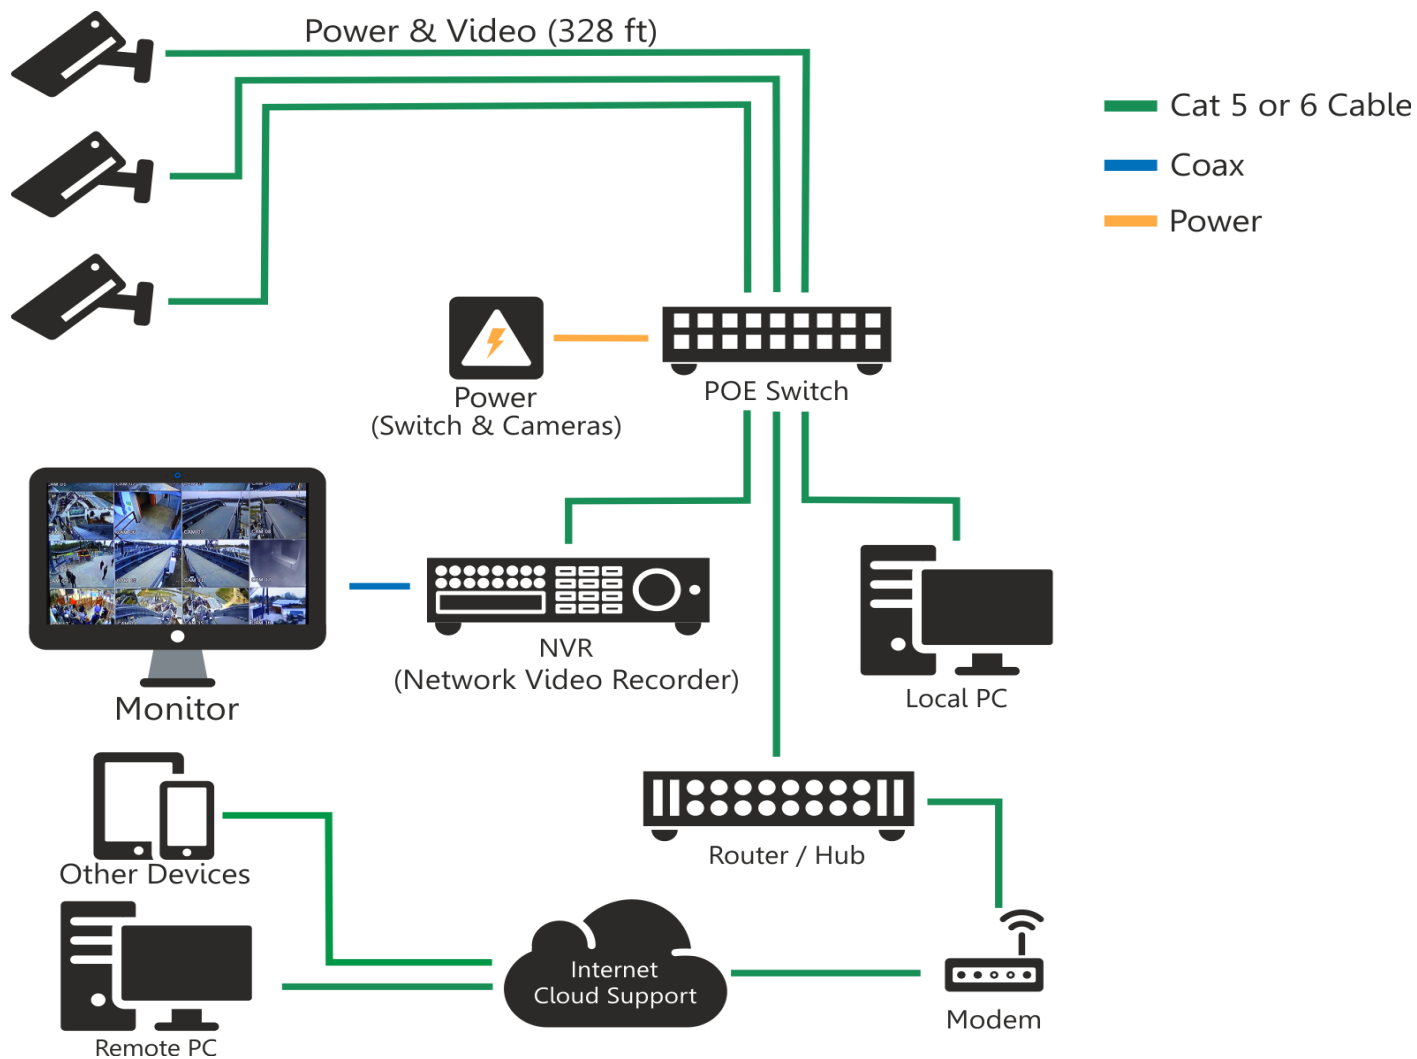 Power & Video (328 ft)
Cat 5 or 6 Cable
Coax
Power
POE Switch
Power
(Switch & Cameras)
NVR
(Network Video Recorder)
Monitor
Local PC
Router / Hub
Other Devices
Internet
Cloud Support
Modem
Remote PC